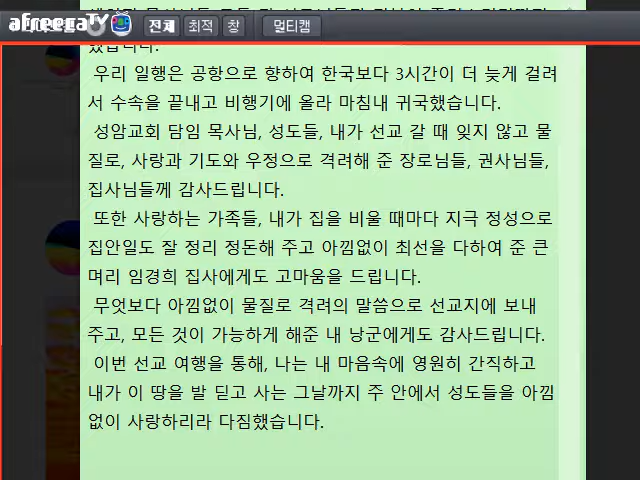 afreecaTV
전체 최적 창 멀티캠
했습니다.
우리 일행은 공항으로 향하여 한국보다 3시간이 더 늦게 걸려
서 수속을 끝내고 비행기에 올라 마침내 귀국했습니다.
성암교회 담임 목사님, 성도들, 내가 선교 갈 때 잊지 않고 물
질로, 사랑과 기도와 우정으로 격려해 준 장로님들, 권사님들,
집사님들께 감사드립니다.
또한 사랑하는 가족들, 내가 집을 비울 때마다 지극 정성으로
집안일도 잘 정리 정돈해 주고 아낌없이 최선을 다하여 준 큰
며리 임경희 집사에게도 고마움을 드립니다.
무엇보다 아낌없이 물질로 격려의 말씀으로 선교지에 보내
주고, 모든 것이 가능하게 해준 내 낭군에게도 감사드립니다.
이번 선교 여행을 통해, 나는 내 마음속에 영원히 간직하고
내가 이 땅을 발 딛고 사는 그날까지 주 안에서 성도들을 아낌
없이 사랑하리라 다짐했습니다.